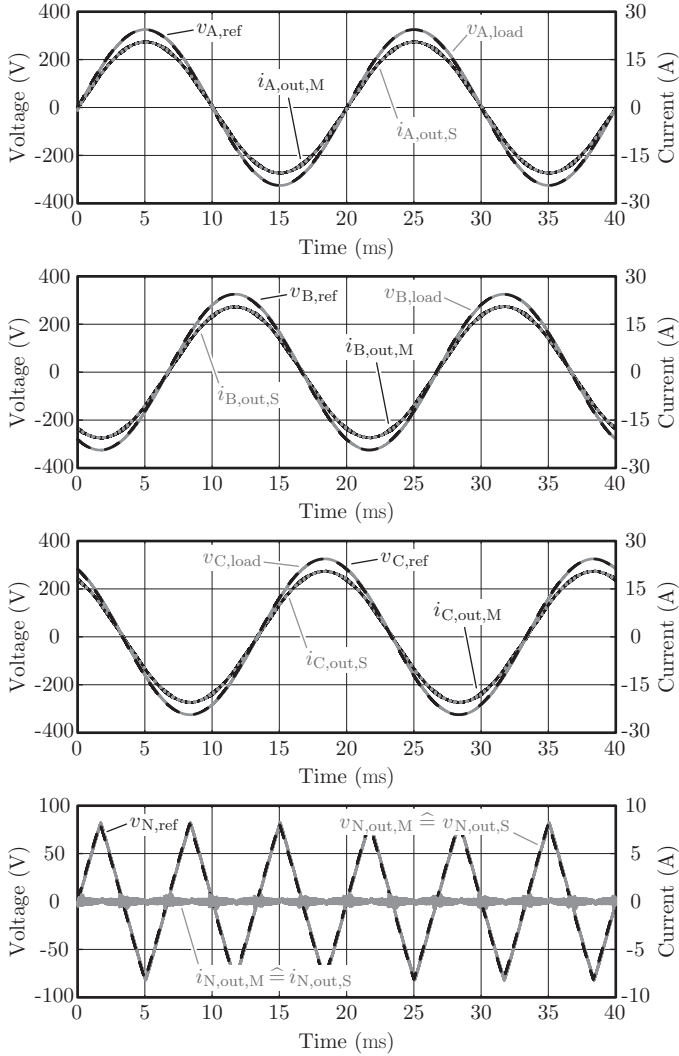 400 30
v_A,ref v_A,load
200 15
i_A,out,M
0 0
i_A,out,S
-200 -15
-400 -30
Voltage (V) Current (A)
0 5 10 15 20 25 30 35 40
Time (ms)
400 30
v_B,ref v_B,load
200 15
i_B,out,M
0 0
i_B,out,S
-200 -15
-400 -30
Voltage (V) Current (A)
0 5 10 15 20 25 30 35 40
Time (ms)
400 30
v_C,load v_C,ref
200 15
i_C,out,M
0 0
i_C,out,S
-200 -15
-400 -30
Voltage (V) Current (A)
0 5 10 15 20 25 30 35 40
Time (ms)
100 10
v_N,ref v_N,out,M ≙ v_N,out,S
50 5
0 0
-50 -5
i_N,out,M ≙ i_N,out,S
-100 -10
Voltage (V) Current (A)
0 5 10 15 20 25 30 35 40
Time (ms)